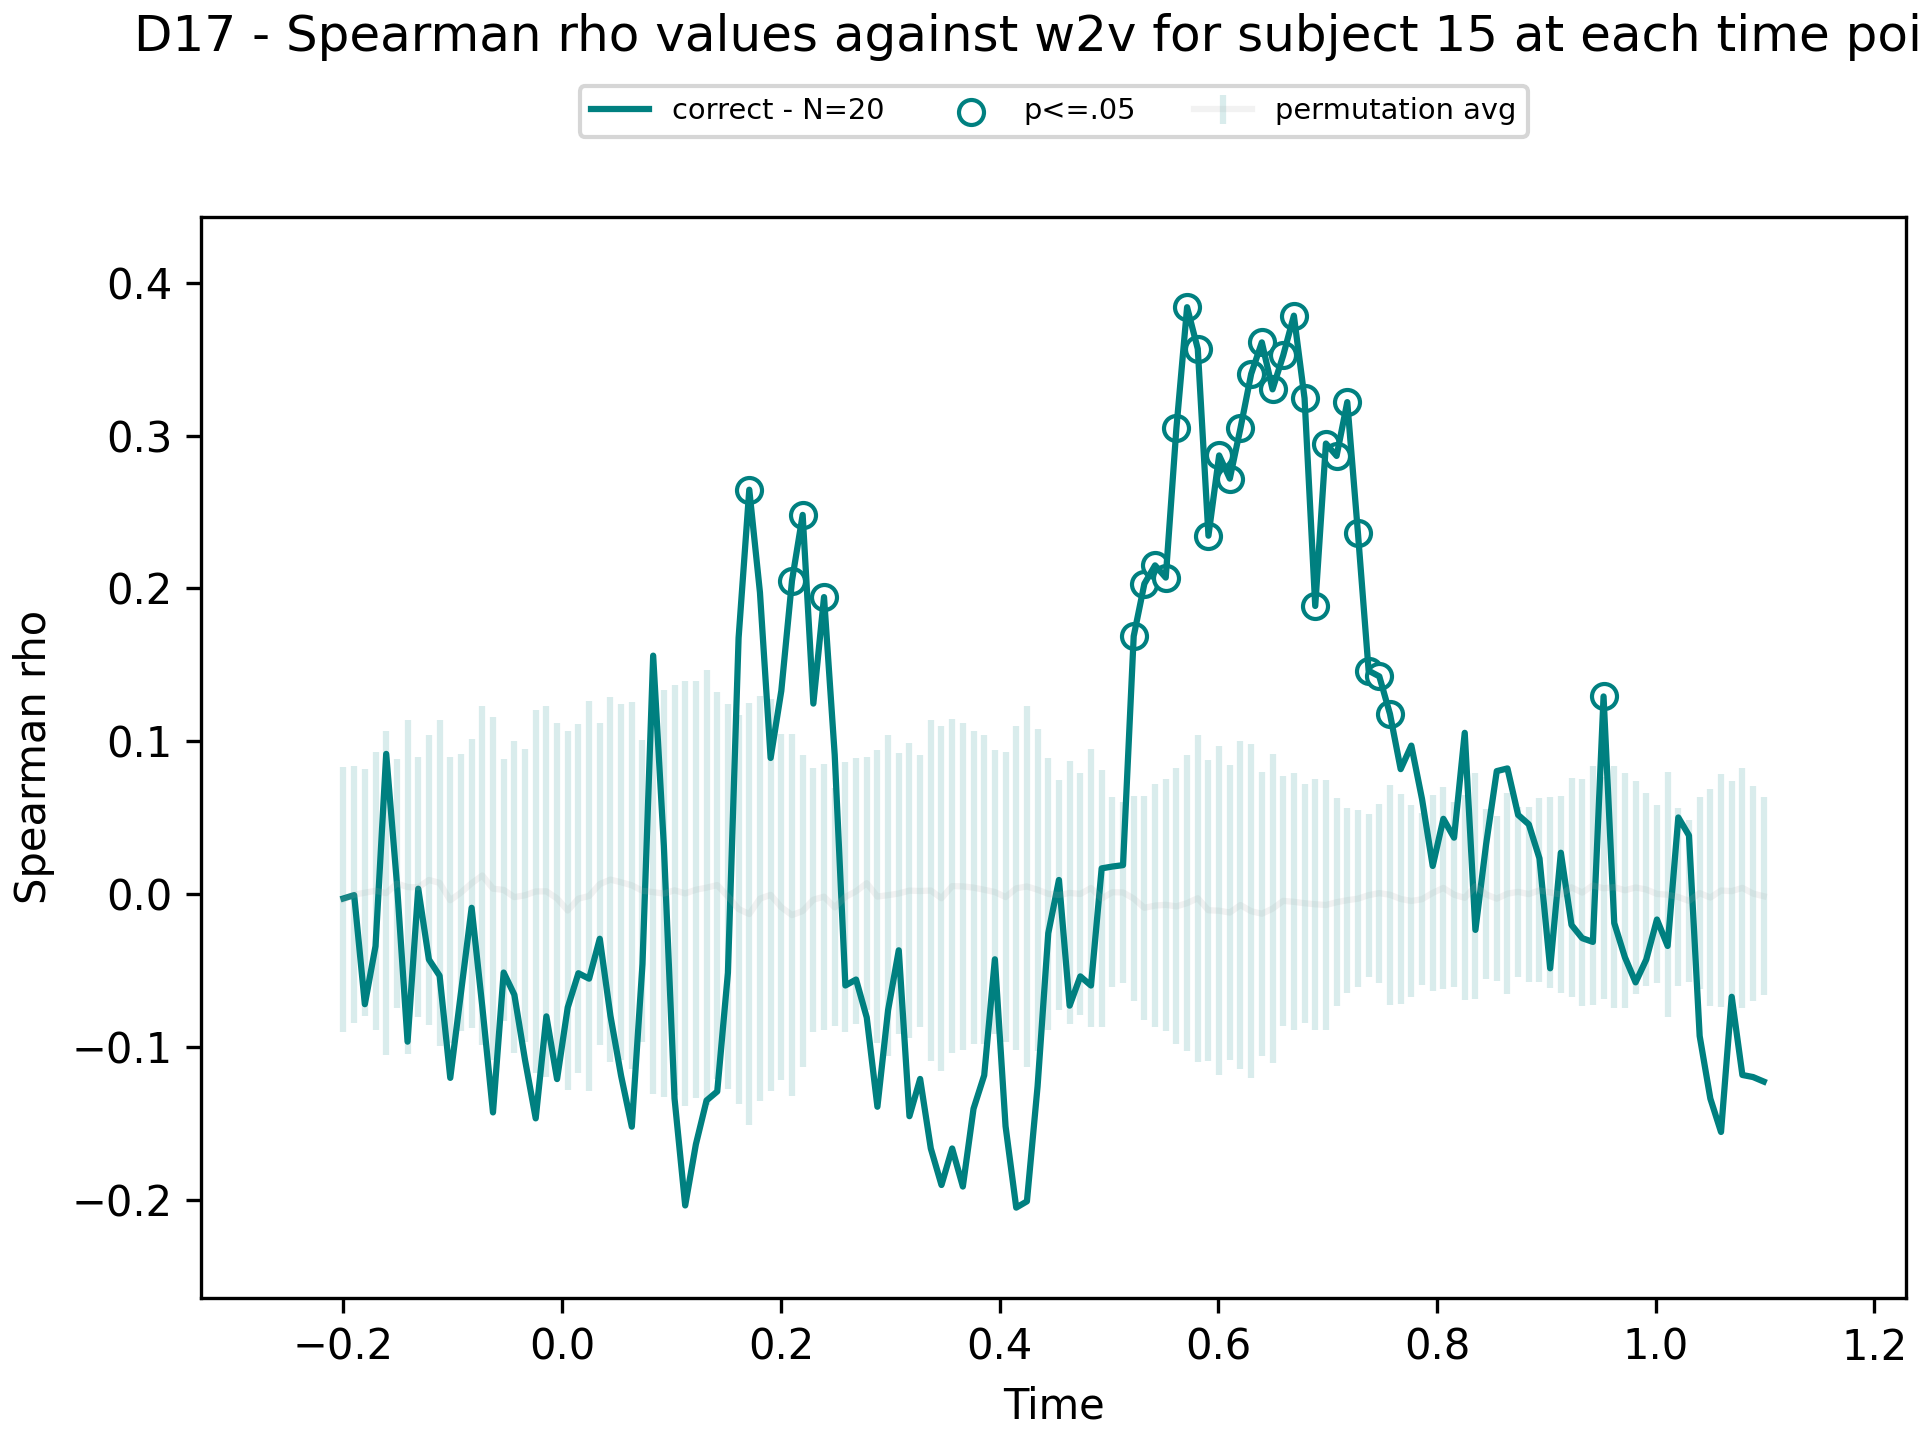 D17 - Spearman rho values against w2v for subject 15 at each time poi
correct - N=20 p<=.05 permutation avg
Spearman rho
0.4
0.3
0.2
0.1
0.0
−0.1
−0.2
−0.2 0.0 0.2 0.4 0.6 0.8 1.0 1.2
Time